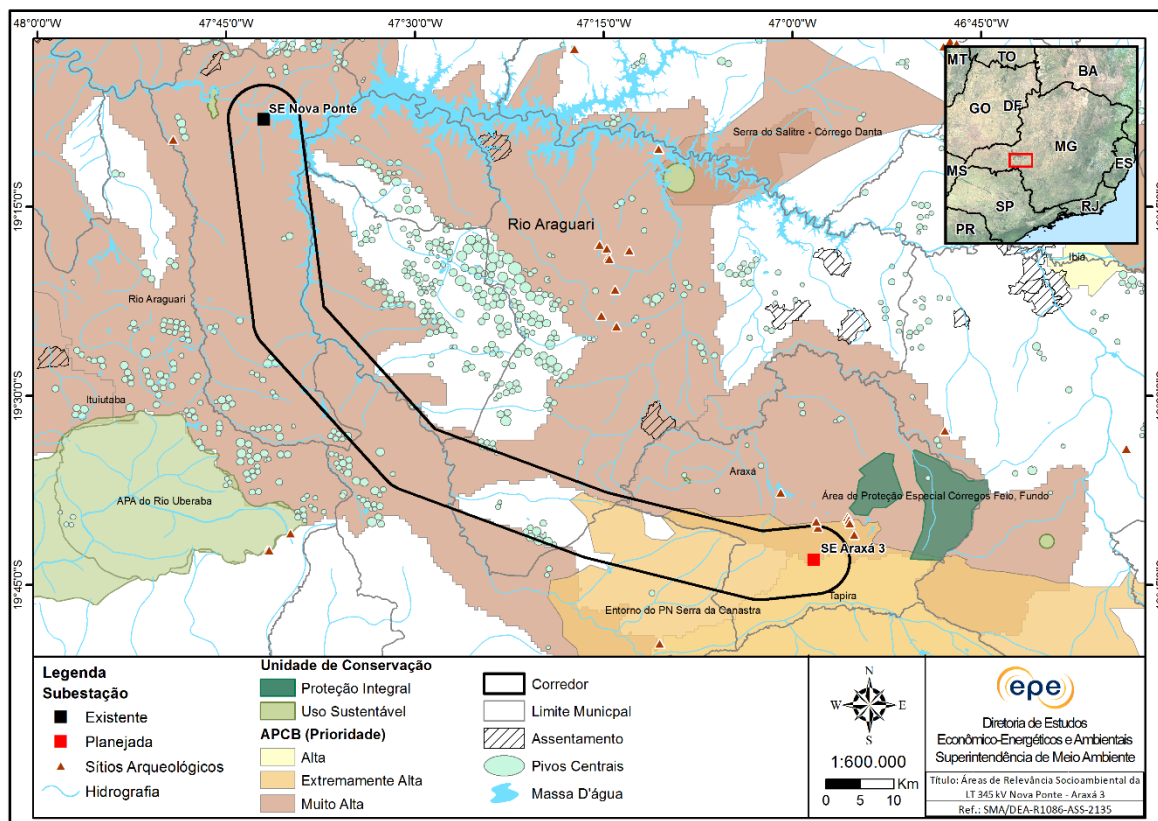 48°00'0"W
47°45'0"W
47°30'0"W
47°15'0"W
47°00'0"W
46°45'0"W
MT
TO
BA
GO
DF
MG
ES
MS
SP
RJ
PR
SE Nova Ponte
Serra do Salitre - Córrego Danta
19°15'0"S
Rio Araguari
Rio Araguari
Ibiá
19°30'0"S
Ituiutaba
Araxá
APA do Rio Uberaba
Área de Proteção Especial Córregos Feio, Fundo
SE Araxá 3
19°45'0"S
Entorno do PN Serra da Canastra
Tapira
Legenda
Subestação
Existente
Planejada
Sítios Arqueológicos
Hidrografia
Unidade de Conservação
Proteção Integral
Uso Sustentável
APCB (Prioridade)
Alta
Extremamente Alta
Muito Alta
Corredor
Limite Municpal
Assentamento
Pivos Centrais
Massa D'água
N
W
E
S
1:600.000
Km
0 5 10
epe
Diretoria de Estudos
Econômico-Energéticos e Ambientais
Superintendência de Meio Ambiente
Título: Áreas de Relevância Socioambiental da
LT 345 kV Nova Ponte - Araxá 3
Ref.: SMA/DEA-R1086-ASS-2135